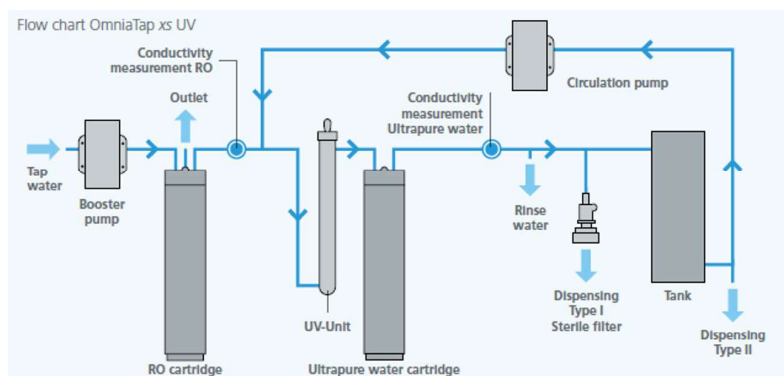 Flow chart OmniaTap xs UV
Conductivity
measurement RO
Outlet
Circulation pump
Conductivity
measurement
Ultrapure water
Tap
water
Booster
pump
Rinse
water
Dispensing
Type I
Sterile filter
Tank
Dispensing
Type II
UV-Unit
RO cartridge
Ultrapure water cartridge